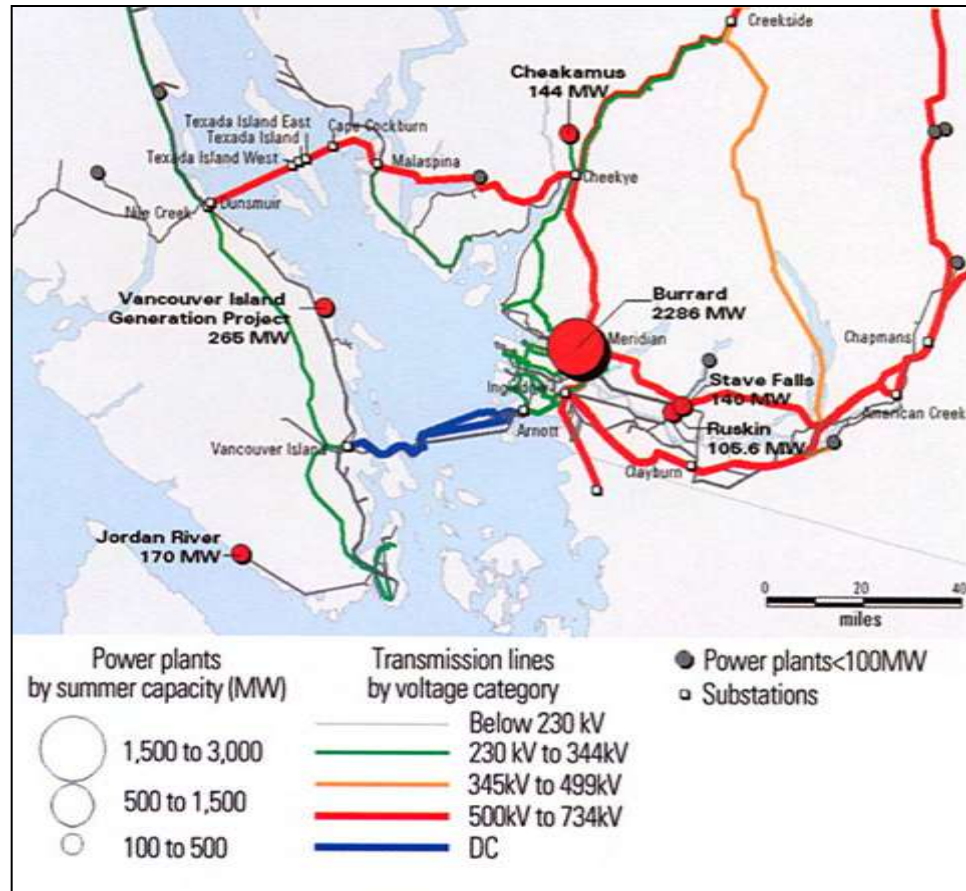 Creekside
Cheakamus
144 MW
Texada Island East
Texada Island
Texada Island West
Cape Cockburn
Malaspina
Cheekye
Nile Creek
Dunsmuir
Vancouver Island
Generation Project
265 MW
Burrard
2286 MW
Meridian
Chapmans
Stave Falls
140 MW
American Creek
Ruskin
105.6 MW
Arnott
Clayburn
Vancouver Island
Jordan River
170 MW
0 20 40
miles
Power plants
by summer capacity (MW)
1,500 to 3,000
500 to 1,500
100 to 500
Transmission lines
by voltage category
Below 230 kV
230 kV to 344kV
345kV to 499kV
500kV to 734kV
DC
Power plants<100MW
Substations